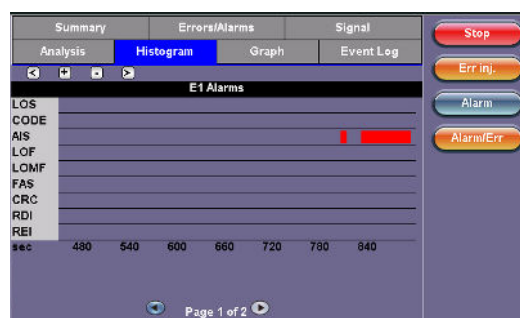 Summary Errors/Alarms Signal
Analysis Histogram Graph Event Log
< + - >
E1 Alarms
LOS
CODE
AIS
LOF
LOMF
FAS
CRC
RDI
REI
sec 480 540 600 660 720 780 840
Page 1 of 2
Stop
Err inj.
Alarm
Alarm/Err